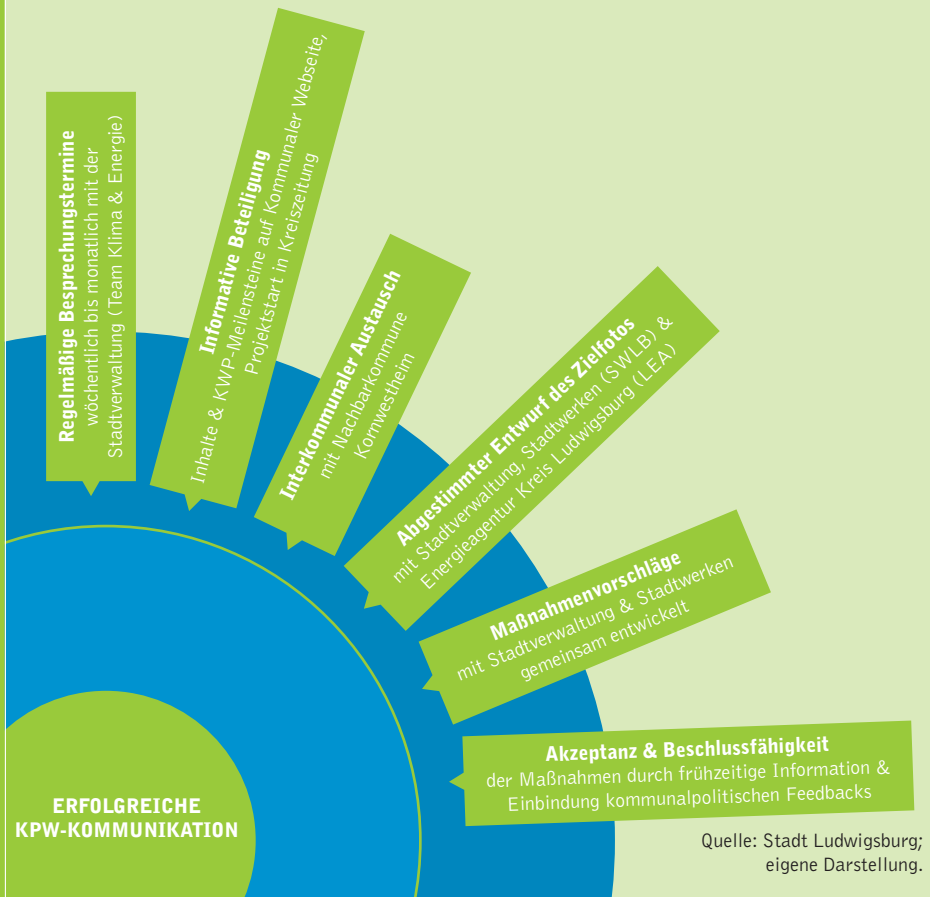 Regelmäßige Besprechungstermine
wöchentlich bis monatlich mit der
Stadtverwaltung (Team Klima & Energie)
Informative Beteiligung
Inhalte & KWP-Meilensteine auf Kommunaler Webseite,
Projektstart in Kreiszeitung
Interkommunaler Austausch
mit Nachbarkommune
Kornwestheim
Abgestimmter Entwurf des Zielfotos
mit Stadtverwaltung, Stadtwerken (SWLB) &
Energieagentur Kreis Ludwigsburg (LEA)
Maßnahmenvorschläge
mit Stadtverwaltung & Stadtwerken
gemeinsam entwickelt
Akzeptanz & Beschlussfähigkeit
der Maßnahmen durch frühzeitige Information &
Einbindung kommunalpolitischen Feedbacks
ERFOLGREICHE
KPW-KOMMUNIKATION
Quelle: Stadt Ludwigsburg;
eigene Darstellung.